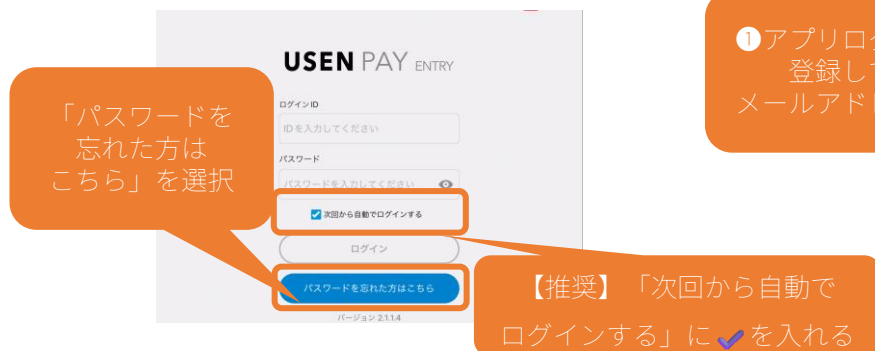 USEN PAY ENTRY
ログインID
IDを入力してください
パスワード
パスワードを入力してください
次回から自動でログインする
ログイン
パスワードを忘れた方はこちら
バージョン 2.1.1.4
「パスワードを
忘れた方は
こちら」を選択
【推奨】「次回から自動で
ログインする」に✔を入れる
❶アプリロ
登録し
メールアド